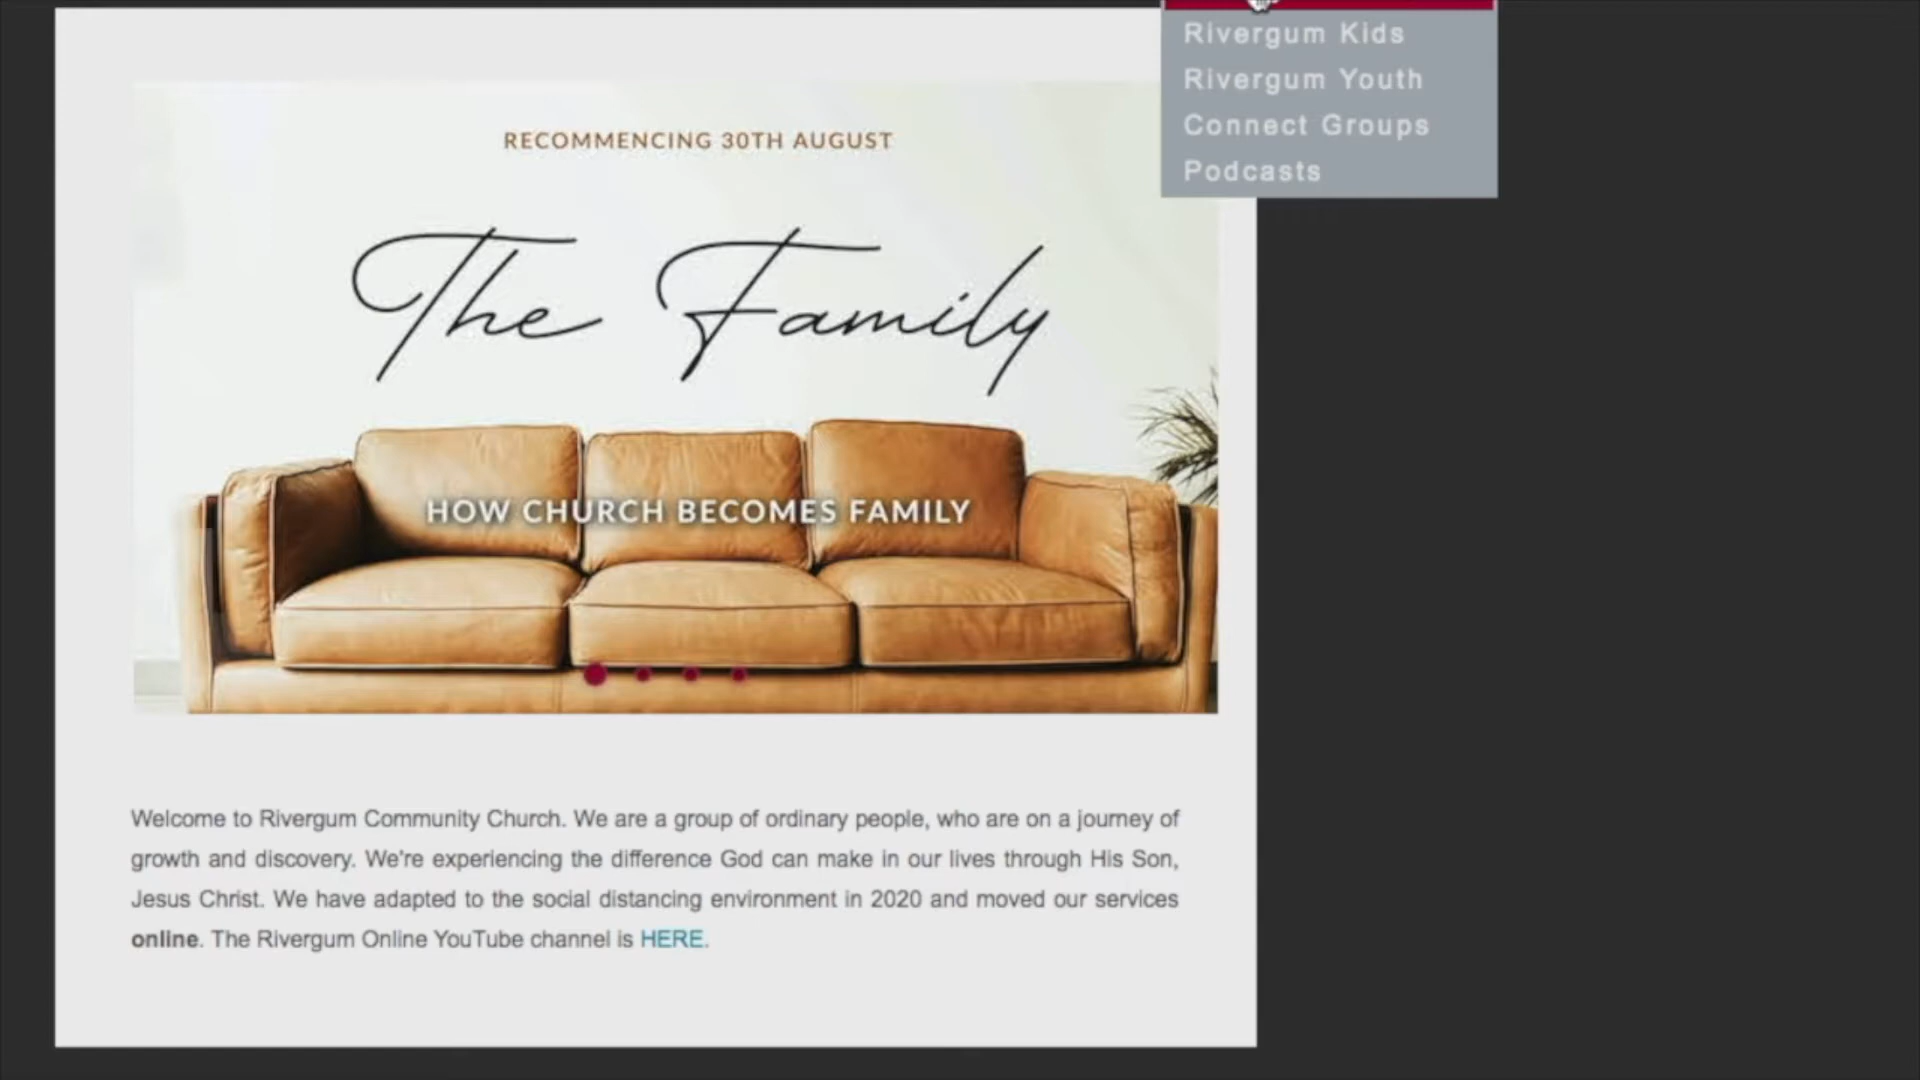 Rivergum Kids
Rivergum Youth
Connect Groups
Podcasts
RECOMMENCING 30TH AUGUST
The Family
HOW CHURCH BECOMES FAMILY
Welcome to Rivergum Community Church. We are a group of ordinary people, who are on a journey of
growth and discovery. We're experiencing the difference God can make in our lives through His Son,
Jesus Christ. We have adapted to the social distancing environment in 2020 and moved our services
online. The Rivergum Online YouTube channel is HERE.